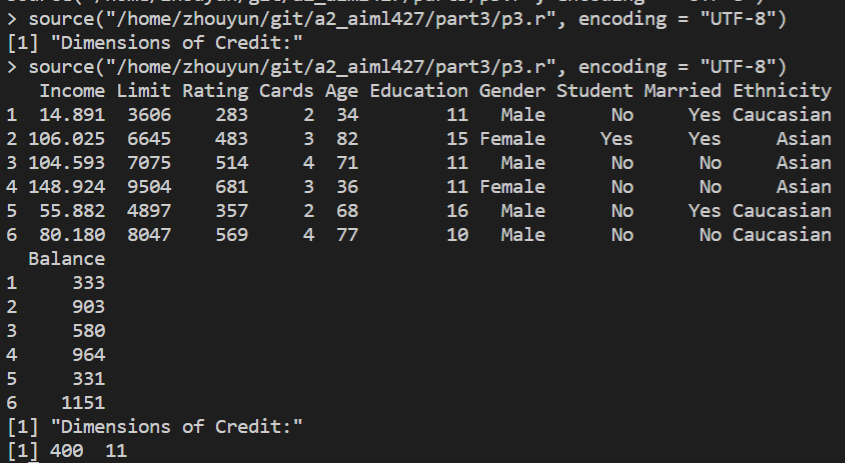 > source("/home/zhouyun/git/a2_aiml427/part3/p3.r", encoding = "UTF-8")
[1] "Dimensions of Credit:"
> source("/home/zhouyun/git/a2_aiml427/part3/p3.r", encoding = "UTF-8")
   Income Limit Rating Cards Age Education Gender Student Married Ethnicity
1  14.891  3606    283     2  34        11   Male      No     Yes Caucasian
2 106.025  6645    483     3  82        15 Female     Yes     Yes     Asian
3 104.593  7075    514     4  71        11   Male      No      No     Asian
4 148.924  9504    681     3  36        11 Female      No      No     Asian
5  55.882  4897    357     2  68        16   Male      No     Yes Caucasian
6  80.180  8047    569     4  77        10   Male      No      No Caucasian
  Balance
1     333
2     903
3     580
4     964
5     331
6    1151
[1] "Dimensions of Credit:"
[1] 400  11